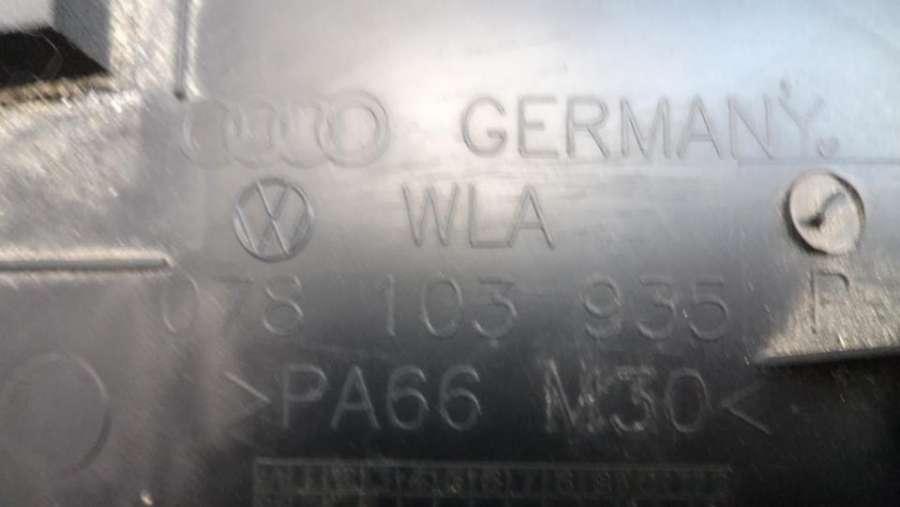 GERMANY
WLA
078 103 935 P
>PA66 M30<